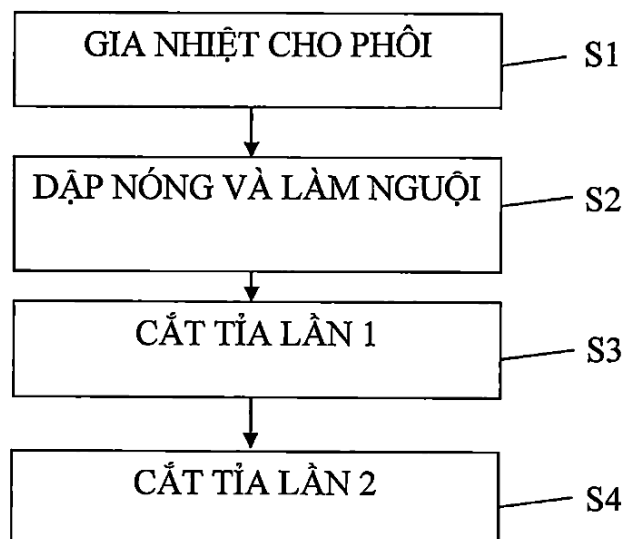 GIA NHIỆT CHO PHÔI
S1
DẬP NÓNG VÀ LÀM NGUỘI
S2
CẮT TỈA LẦN 1
S3
CẮT TỈA LẦN 2
S4